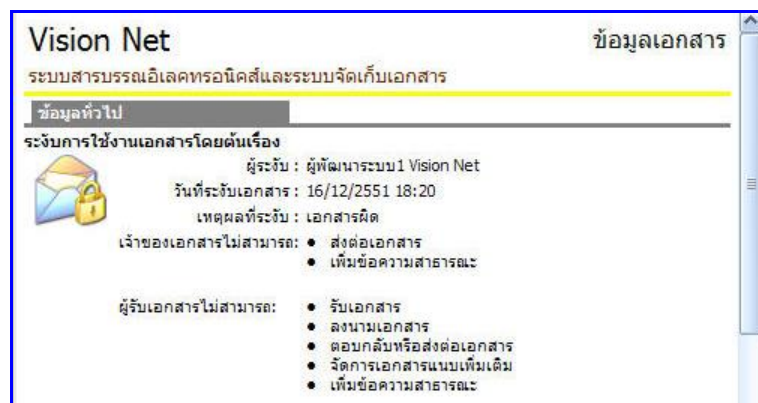 Vision Net
ข้อมูลเอกสาร
ระบบสารบรรณอิเลคทรอนิคส์และระบบจัดเก็บเอกสาร
ข้อมูลทั่วไป
ระงับการใช้งานเอกสารโดยต้นเรื่อง
ผู้ระงับ : ผู้พัฒนาระบบ1 Vision Net
วันที่ระงับเอกสาร : 16/12/2551 18:20
เหตุผลที่ระงับ : เอกสารผิด
เจ้าของเอกสารไม่สามารถ: ● ส่งต่อเอกสาร
● เพิ่มข้อความสาธารณะ
ผู้รับเอกสารไม่สามารถ: ● รับเอกสาร
● ลงนามเอกสาร
● ตอบกลับหรือส่งต่อเอกสาร
● จัดการเอกสารแนบเพิ่มเติม
● เพิ่มข้อความสาธารณะ